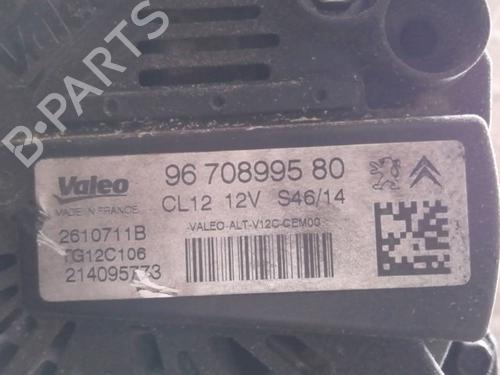 B-PARTS
Valeo
96 708995 80
MADE IN FRANCE
CL12 12V S46/14
VALEO-ALT-V12C-CEM00
2610711B
TG12C106